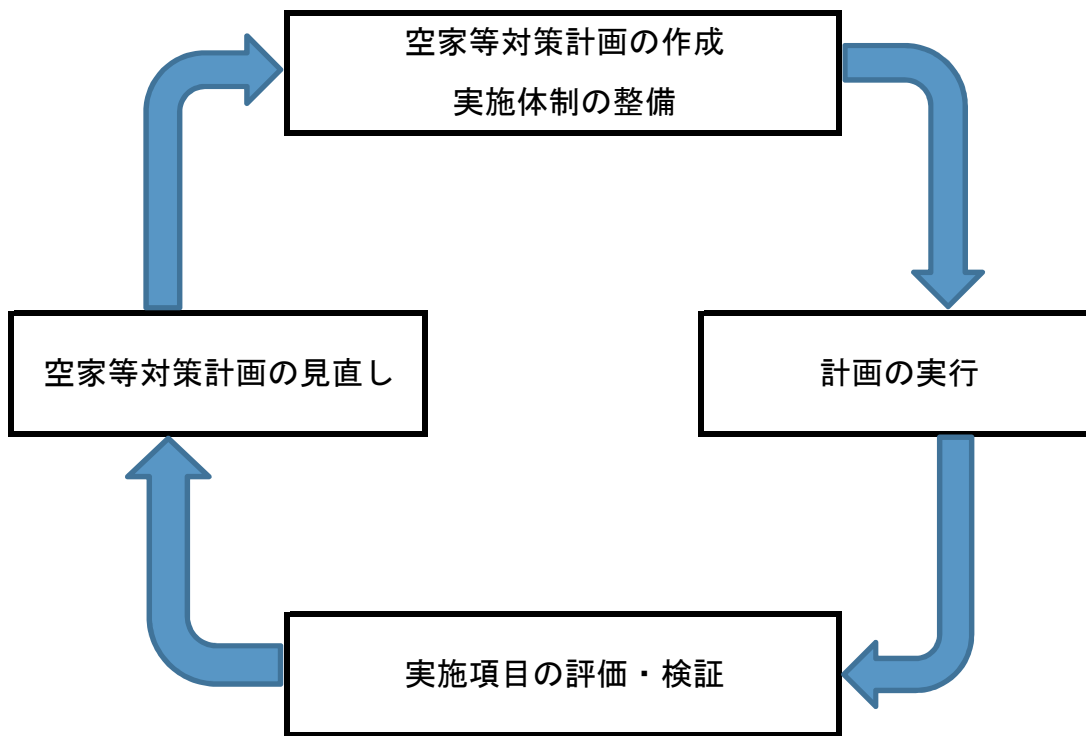 空家等対策計画の作成
実施体制の整備
空家等対策計画の見直し
計画の実行
実施項目の評価・検証